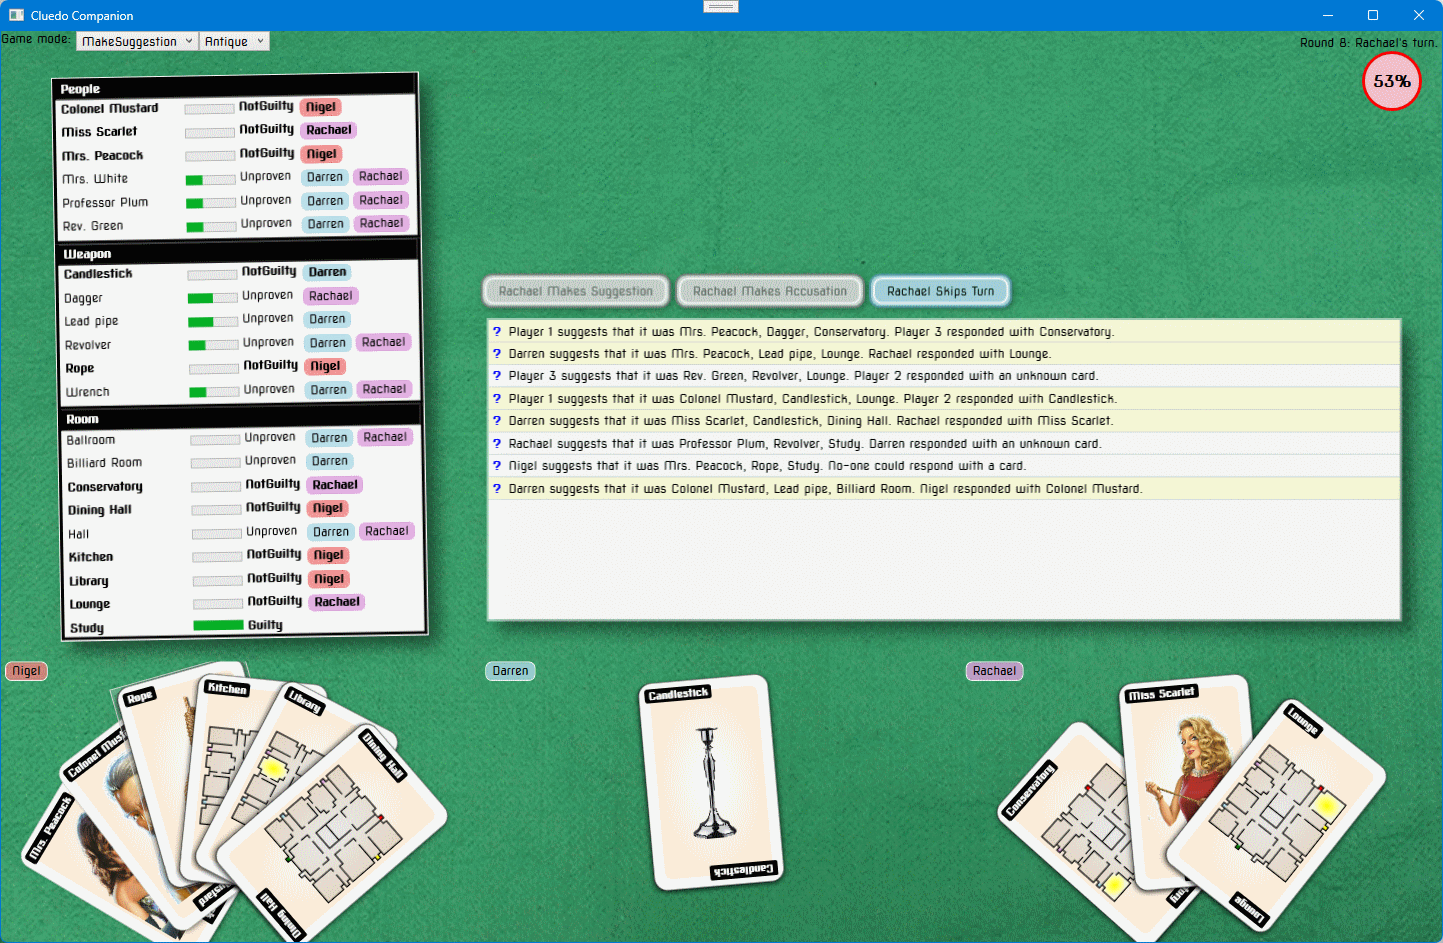 Cluedo Companion
Game mode: MakeSuggestion Antique
Round 8: Rachael's turn.
53%
People
Colonel Mustard NotGuilty Nigel
Miss Scarlet NotGuilty Rachael
Mrs. Peacock NotGuilty Nigel
Mrs. White Unproven Darren Rachael
Professor Plum Unproven Darren Rachael
Rev. Green Unproven Darren Rachael
Weapon
Candlestick NotGuilty Darren
Dagger Unproven Rachael
Lead pipe Unproven Darren
Revolver Unproven Darren Rachael
Rope NotGuilty Nigel
Wrench Unproven Darren Rachael
Room
Ballroom Unproven Darren Rachael
Billiard Room Unproven Darren
Conservatory NotGuilty Rachael
Dining Hall NotGuilty Nigel
Hall Unproven Darren Rachael
Kitchen NotGuilty Nigel
Library NotGuilty Nigel
Lounge NotGuilty Rachael
Study Guilty
Rachael Makes Suggestion Rachael Makes Accusation Rachael Skips Turn
? Player 1 suggests that it was Mrs. Peacock, Dagger, Conservatory. Player 3 responded with Conservatory.
? Darren suggests that it was Mrs. Peacock, Lead pipe, Lounge. Rachael responded with Lounge.
? Player 3 suggests that it was Rev. Green, Revolver, Lounge. Player 2 responded with an unknown card.
? Player 1 suggests that it was Colonel Mustard, Candlestick, Lounge. Player 2 responded with Candlestick.
? Darren suggests that it was Miss Scarlet, Candlestick, Dining Hall. Rachael responded with Miss Scarlet.
? Rachael suggests that it was Professor Plum, Revolver, Study. Darren responded with an unknown card.
? Nigel suggests that it was Mrs. Peacock, Rope, Study. No-one could respond with a card.
? Darren suggests that it was Colonel Mustard, Lead pipe, Billiard Room. Nigel responded with Colonel Mustard.
Nigel
Mrs. Peacock
Colonel Mus
Rope
Kitchen
Library
Dining Hall
ustard
Dining Hall
Darren
Candlestick
Candlestick
Rachael
Conservatory
Miss Scarlet
Lounge
tory
Lounge